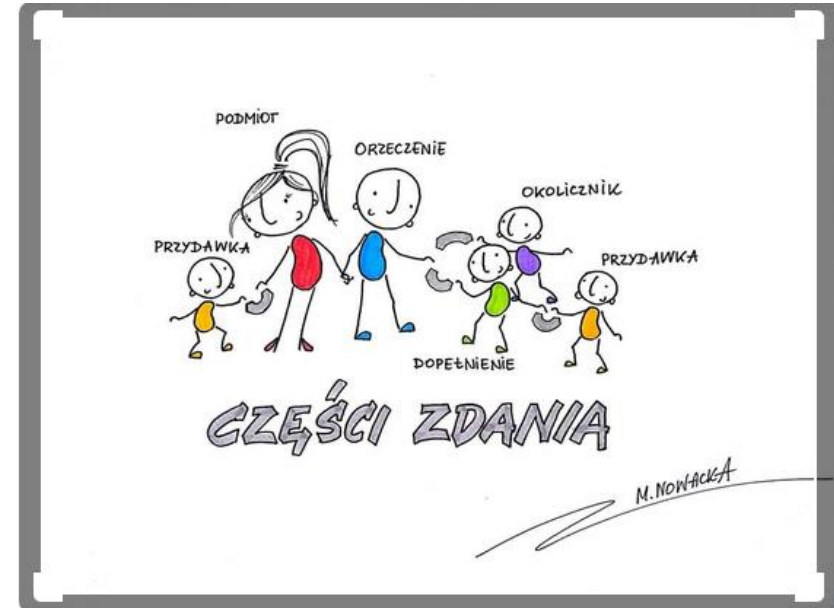 PODMIOT
ORZECZENIE
OKOLICZNIK
PRZYDAWKA
PRZYDAWKA
DOPEŁNIENIE
CZĘŚCI ZDANIA
M.NOWACKA